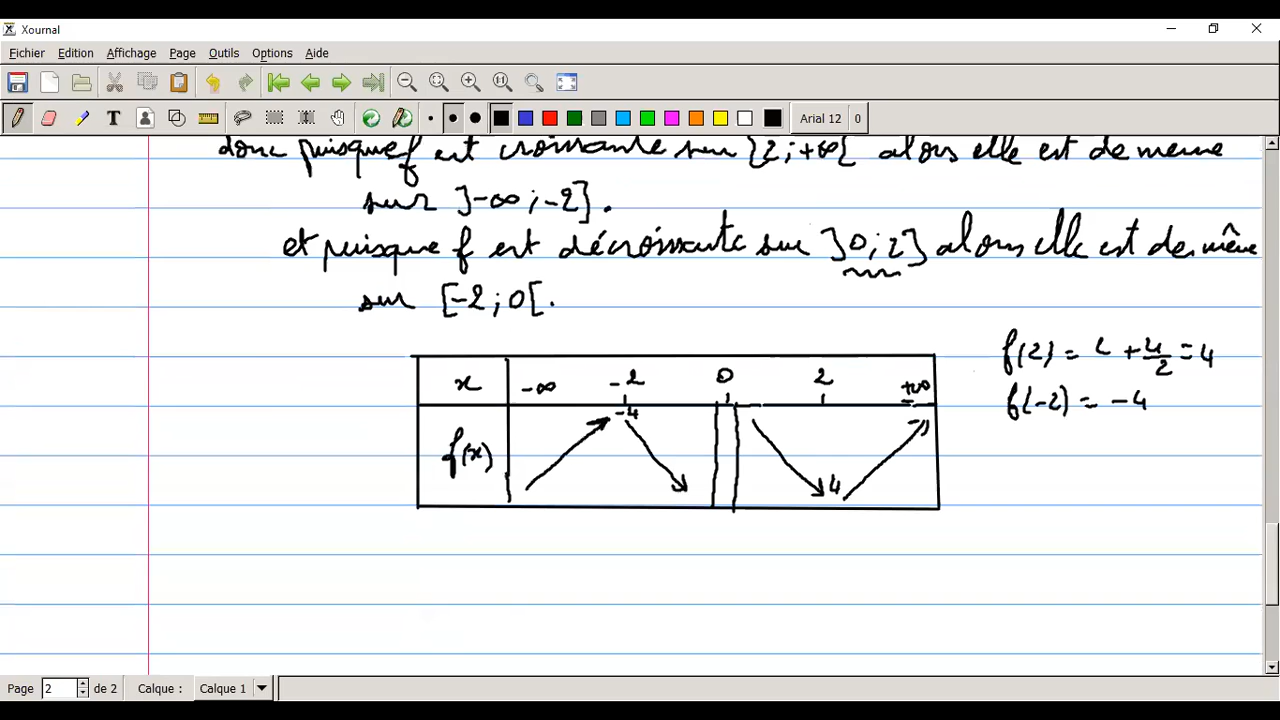 Xournal
Fichier Edition Affichage Page Outils Options Aide
Arial 12 0
donc puisque f est croissante sur [2 ; +∞[ alors elle est de meme
sur ]-∞ ; -2].
et puisque f est décroissante sur ]0 ; 2] alors elle est de même
sur [-2 ; 0[.
f(2) = 2 + 4/2 = 4
f(-2) = -4
x -∞ -2 0 2 +∞
f(x) -4 4
Page 2 de 2 Calque : Calque 1